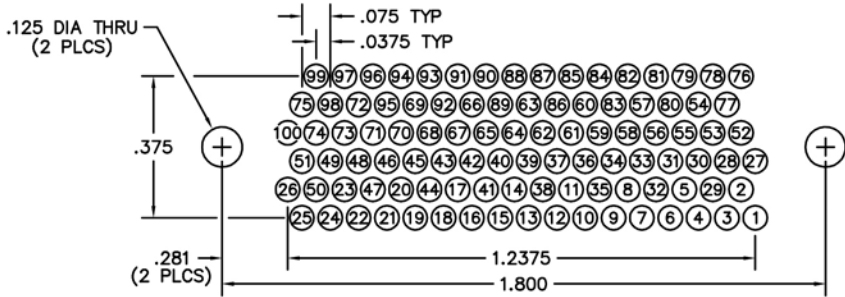 .075 TYP
.125 DIA THRU
(2 PLCS)
.0375 TYP
99 97 96 94 93 91 90 88 87 85 84 82 81 79 78 76
75 98 72 95 69 92 66 89 63 86 60 83 57 80 54 77
100 74 73 71 70 68 67 65 64 62 61 59 58 56 55 53 52
.375
51 49 48 46 45 43 42 40 39 37 36 34 33 31 30 28 27
26 50 23 47 20 44 17 41 14 38 11 35 8 32 5 29 2
25 24 22 21 19 18 16 15 13 12 10 9 7 6 4 3 1
.281
(2 PLCS)
1.2375
1.800